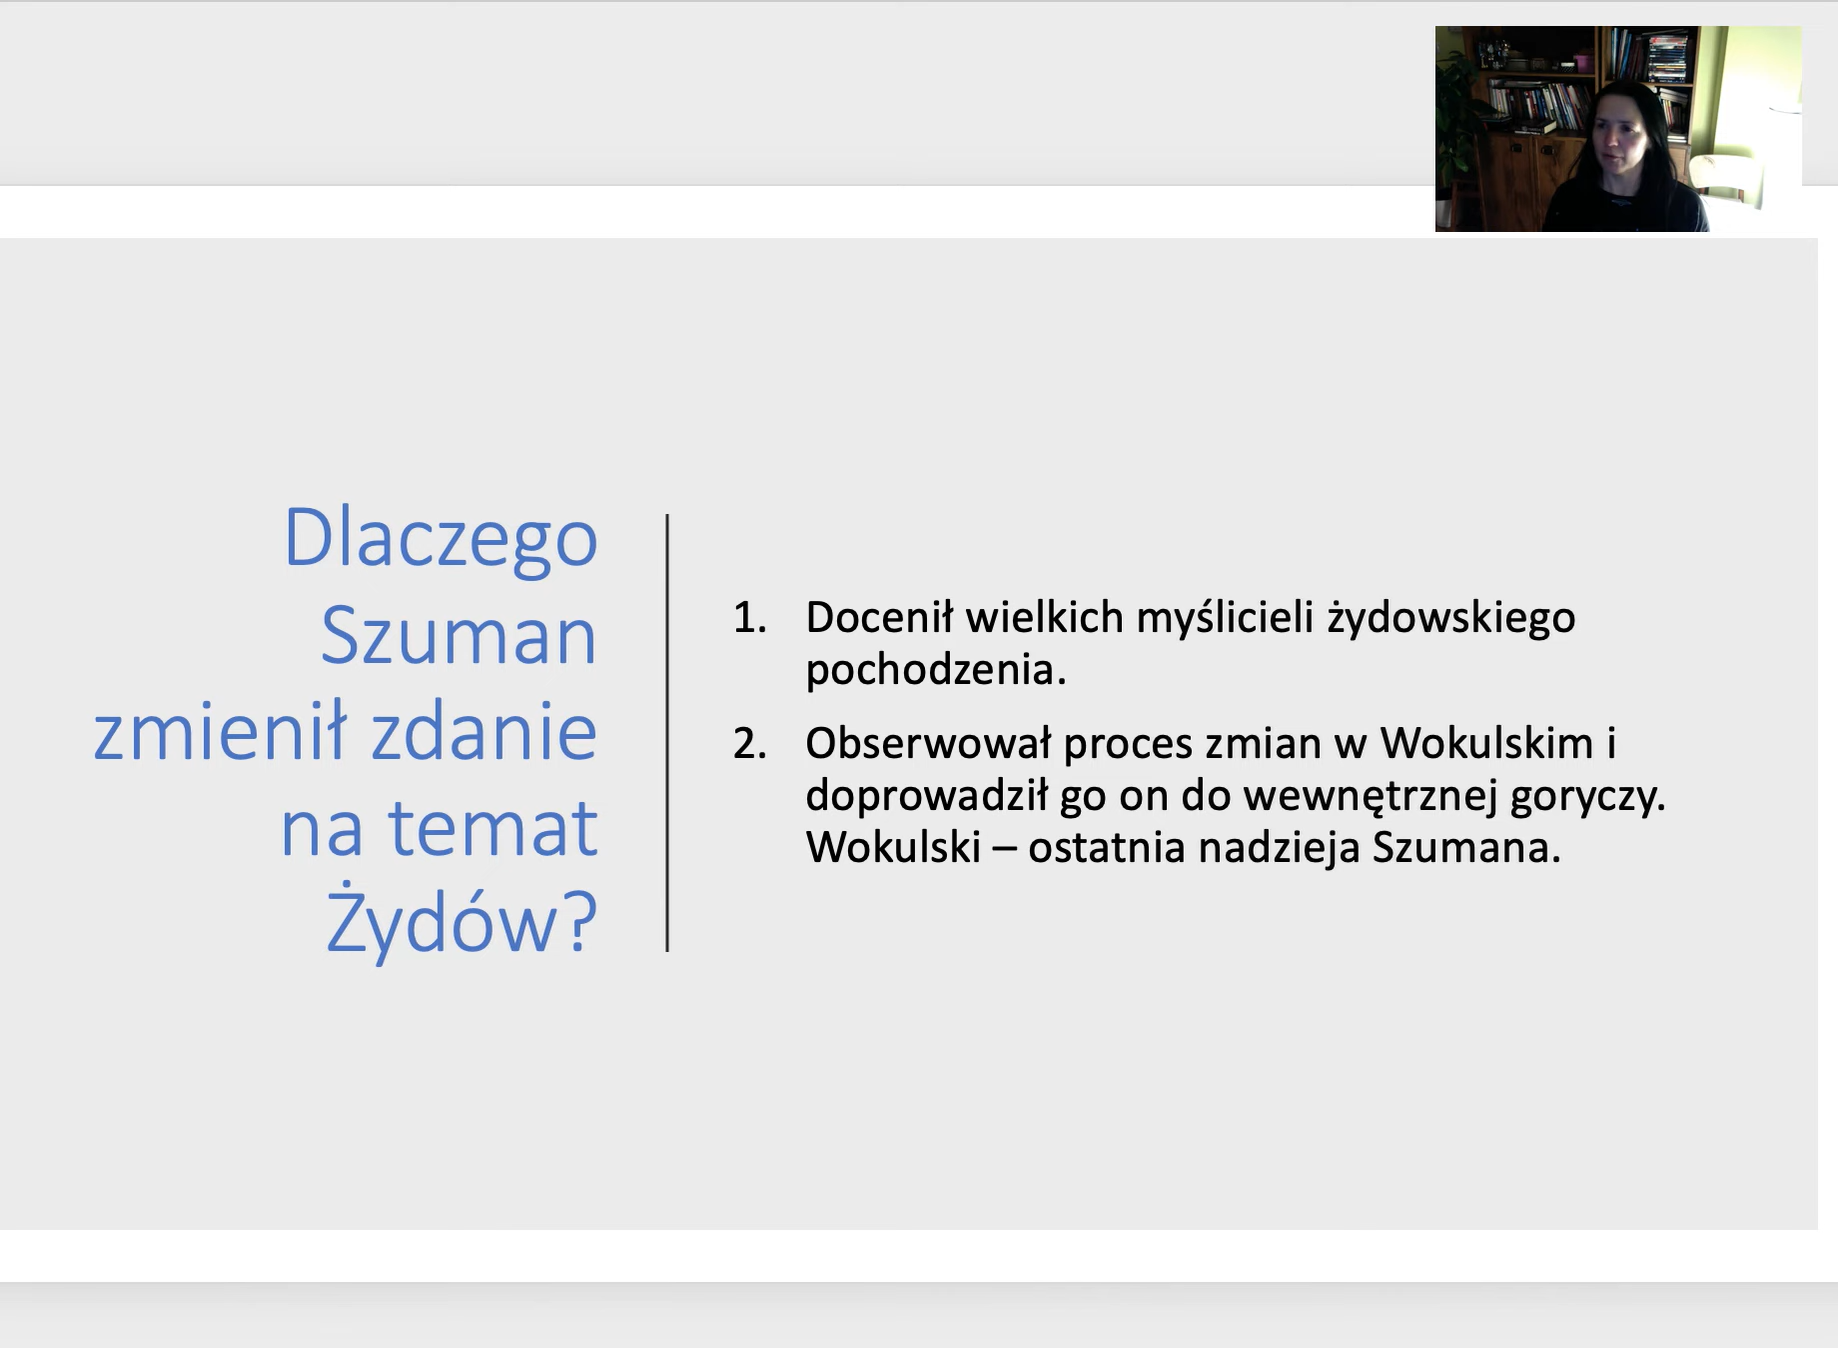 Dlaczego
Szuman
zmienił zdanie
na temat
Żydów?
1. Docenił wielkich myślicieli żydowskiego
pochodzenia.
2. Obserwował proces zmian w Wokulskim i
doprowadził go on do wewnętrznej goryczy.
Wokulski – ostatnia nadzieja Szumana.